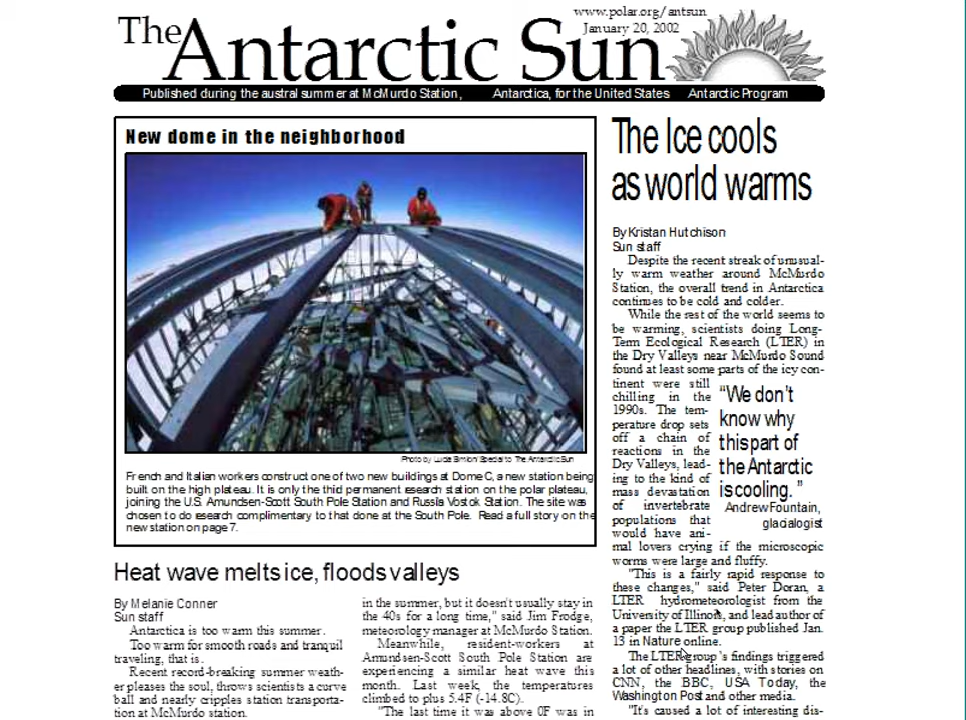 www.polar.org/antsun
January 20, 2002
The Antarctic Sun
Published during the austral summer at McMurdo Station, Antarctica, for the United States Antarctic Program
New dome in the neighborhood
Photo by Lucia Simion/Special to The Antarctic Sun
French and Italian workers construct one of two new buildings at Dome C, a new station being
built on the high plateau. It is only the third permanent research station on the polar plateau,
joining the U.S. Amundsen-Scott South Pole Station and Russia's Vostok Station. The site was
chosen to do research complimentary to that done at the South Pole. Read a full story on the
new station on page 7.
Heat wave melts ice, floods valleys
By Melanie Conner
Sun staff
Antarctica is too warm this summer.
Too warm for smooth roads and tranquil
traveling, that is.
Recent record-breaking summer weath-
er pleases the soul, throws scientists a curve
ball and nearly cripples station transporta-
tion at McMurdo station.
in the summer, but it doesn't usually stay in
the 40s for a long time," said Jim Frodge,
meteorology manager at McMurdo Station.
Meanwhile, resident-workers at
Amundsen-Scott South Pole Station are
experiencing a similar heat wave this
month. Last week, the temperatures
climbed to plus 5.4F (-14.8C).
"The last time it was above 0F was in
The Ice cools
as world warms
By Kristan Hutchison
Sun staff
Despite the recent streak of unusual-
ly warm weather around McMurdo
Station, the overall trend in Antarctica
continues to be cold and colder.
While the rest of the world seems to
be warming, scientists doing Long-
Term Ecological Research (LTER) in
the Dry Valleys near McMurdo Sound
found at least some parts of the icy con-
tinent were still
chilling in the
1990s. The tem-
perature drop sets
off a chain of
reactions in the
Dry Valleys, lead-
ing to the kind of
mass devastation
of invertebrate
populations that
would have ani-
mal lovers crying if the microscopic
worms were large and fluffy.
"We don't
know why
this part of
the Antarctic
is cooling."
Andrew Fountain,
glacialogist
"This is a fairly rapid response to
these changes," said Peter Doran, a
LTER hydrometeorologist from the
University of Illinois, and lead author of
a paper the LTER group published Jan.
13 in Nature online.
The LTER group's findings triggered
a lot of other headlines, with stories on
CNN, the BBC, USA Today, the
Washington Post and other media.
"It's caused a lot of interesting dis-